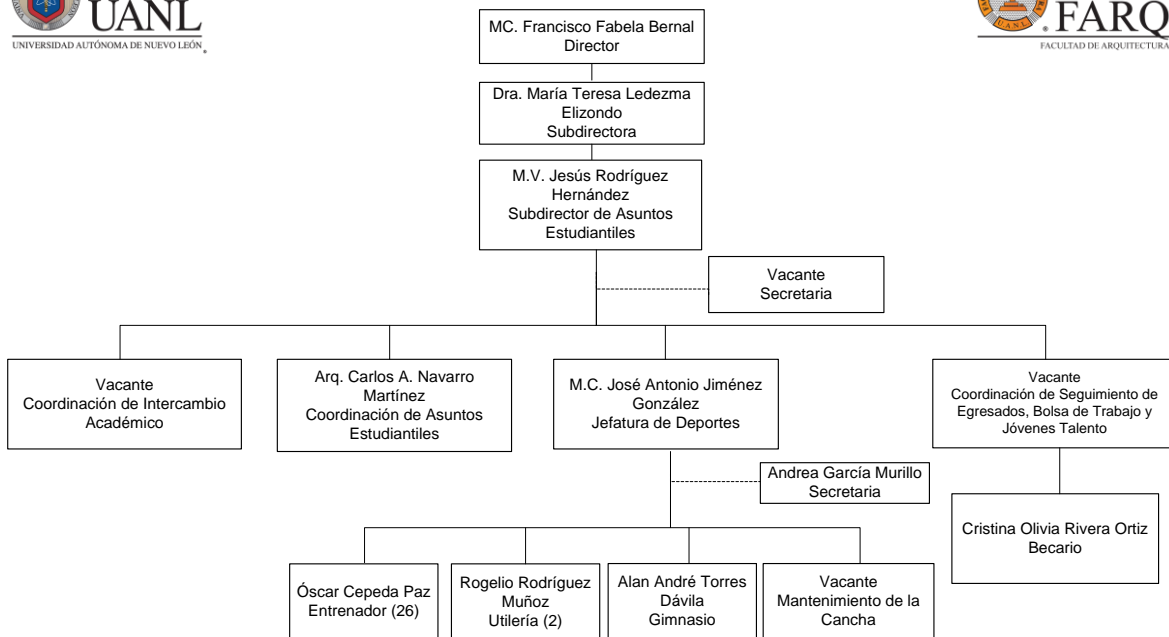 UANL
UNIVERSIDAD AUTÓNOMA DE NUEVO LEÓN
FARQ
FACULTAD DE ARQUITECTURA
MC. Francisco Fabela Bernal
Director
Dra. María Teresa Ledezma
Elizondo
Subdirectora
M.V. Jesús Rodríguez
Hernández
Subdirector de Asuntos
Estudiantiles
Vacante
Secretaria
Vacante
Coordinación de Intercambio
Académico
Arq. Carlos A. Navarro
Martínez
Coordinación de Asuntos
Estudiantiles
M.C. José Antonio Jiménez
González
Jefatura de Deportes
Vacante
Coordinación de Seguimiento de
Egresados, Bolsa de Trabajo y
Jóvenes Talento
Andrea García Murillo
Secretaria
Cristina Olivia Rivera Ortiz
Becario
Óscar Cepeda Paz
Entrenador (26)
Rogelio Rodríguez
Muñoz
Utilería (2)
Alan André Torres
Dávila
Gimnasio
Vacante
Mantenimiento de la
Cancha